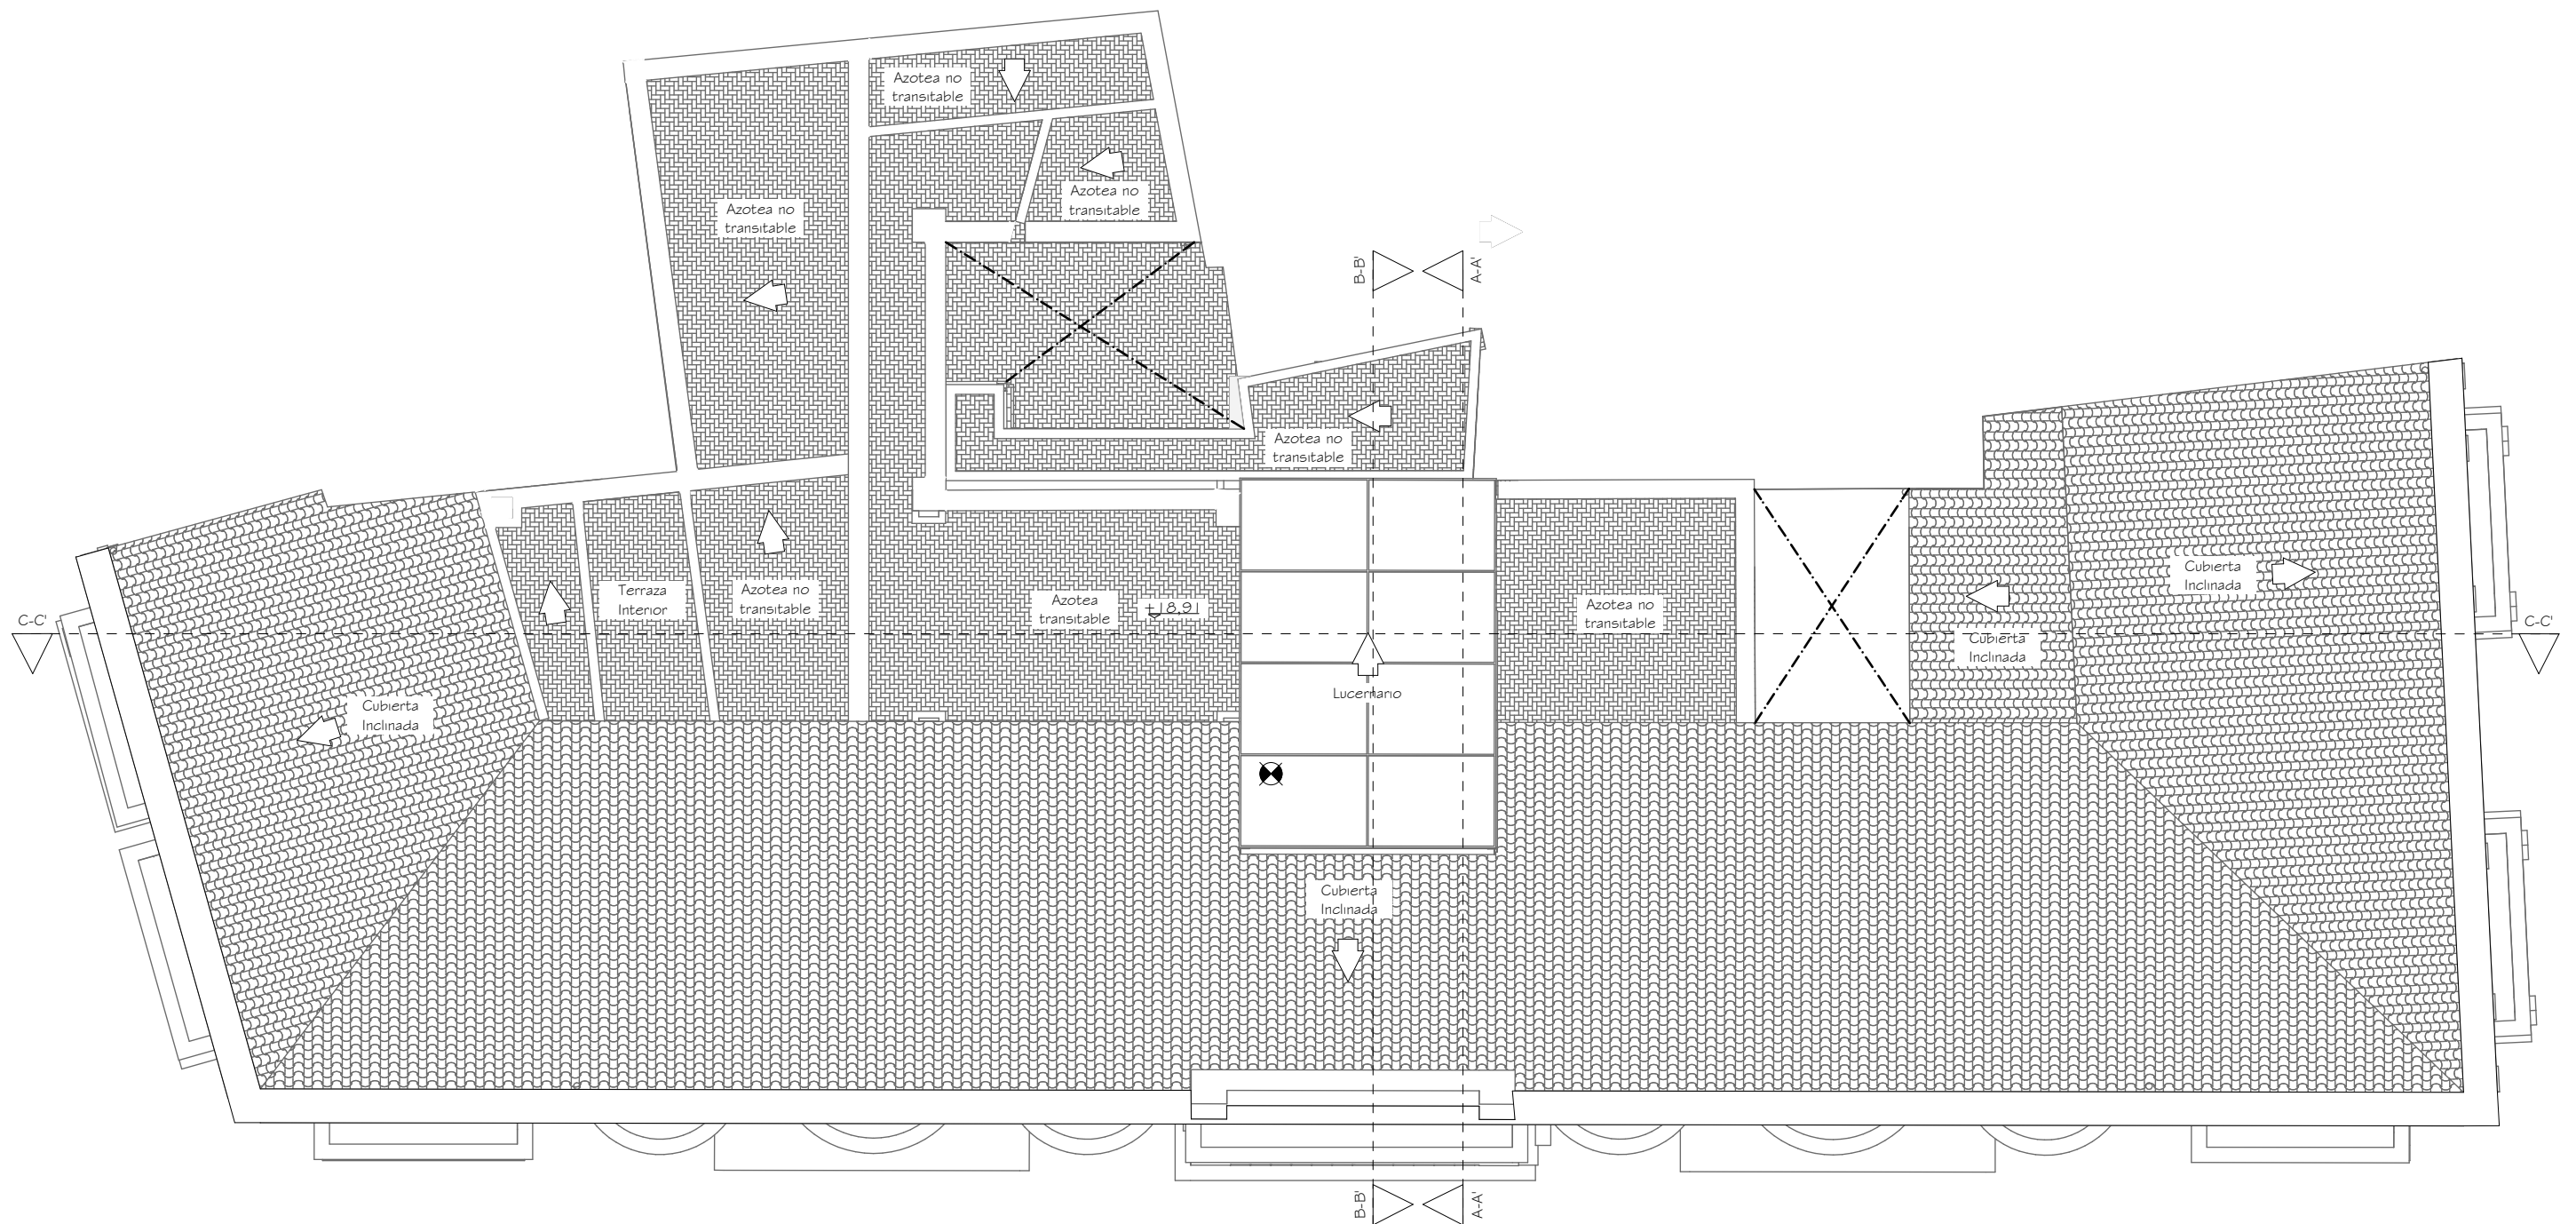 Azotea no
transitable
Azotea no
transitable
Azotea no
transitable
B-B'
A-A'
Azotea no
transitable
Cubierta
Inclinada
Terraza
Interior
Azotea no
transitable
Azotea
transitable
+18,91
Azotea no
transitable
C-C'
C-C'
Cubierta
Inclinada
Lucernario
Cubierta
Inclinada
Cubierta
Inclinada
B-B'
A-A'